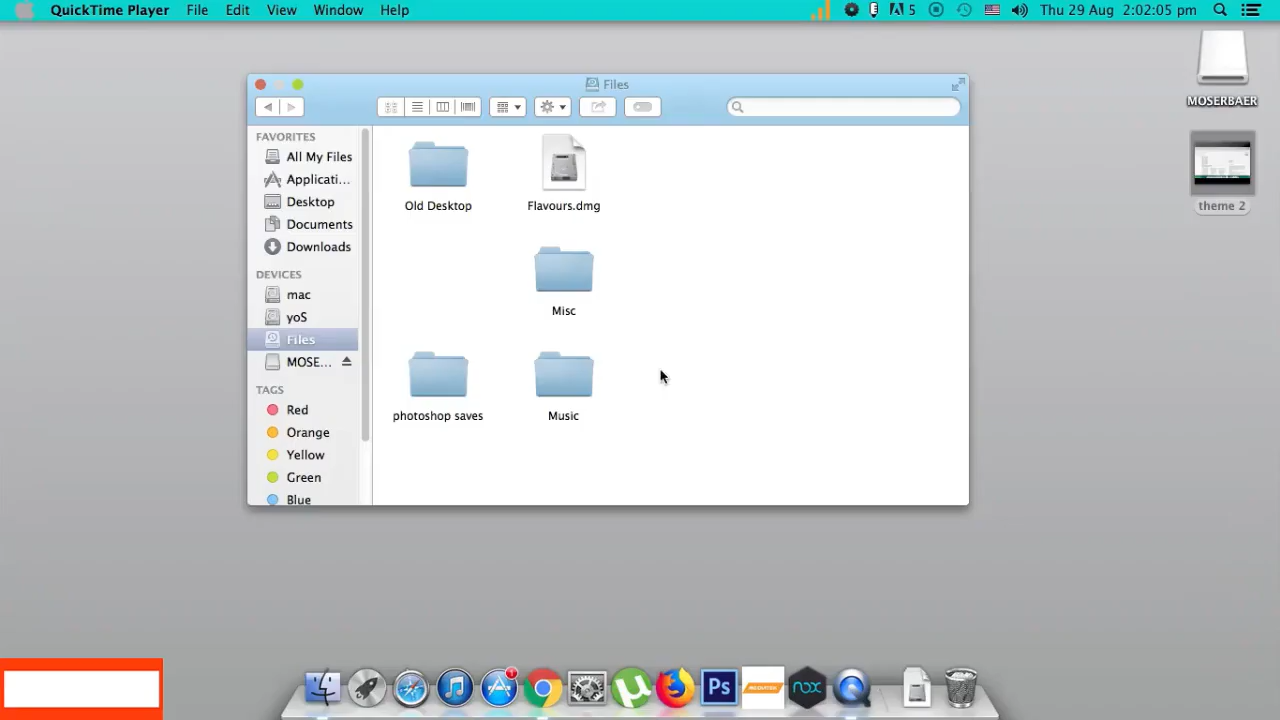 QuickTime Player File Edit View Window Help 5 Thu 29 Aug 2:02:05 pm
Files
MOSERBAER
theme 2
FAVORITES
All My Files
Applicati...
Desktop
Documents
Downloads
DEVICES
mac
yoS
Files
MOSE...
TAGS
Red
Orange
Yellow
Green
Blue
Old Desktop Flavours.dmg
Misc
photoshop saves Music
Ps
nox